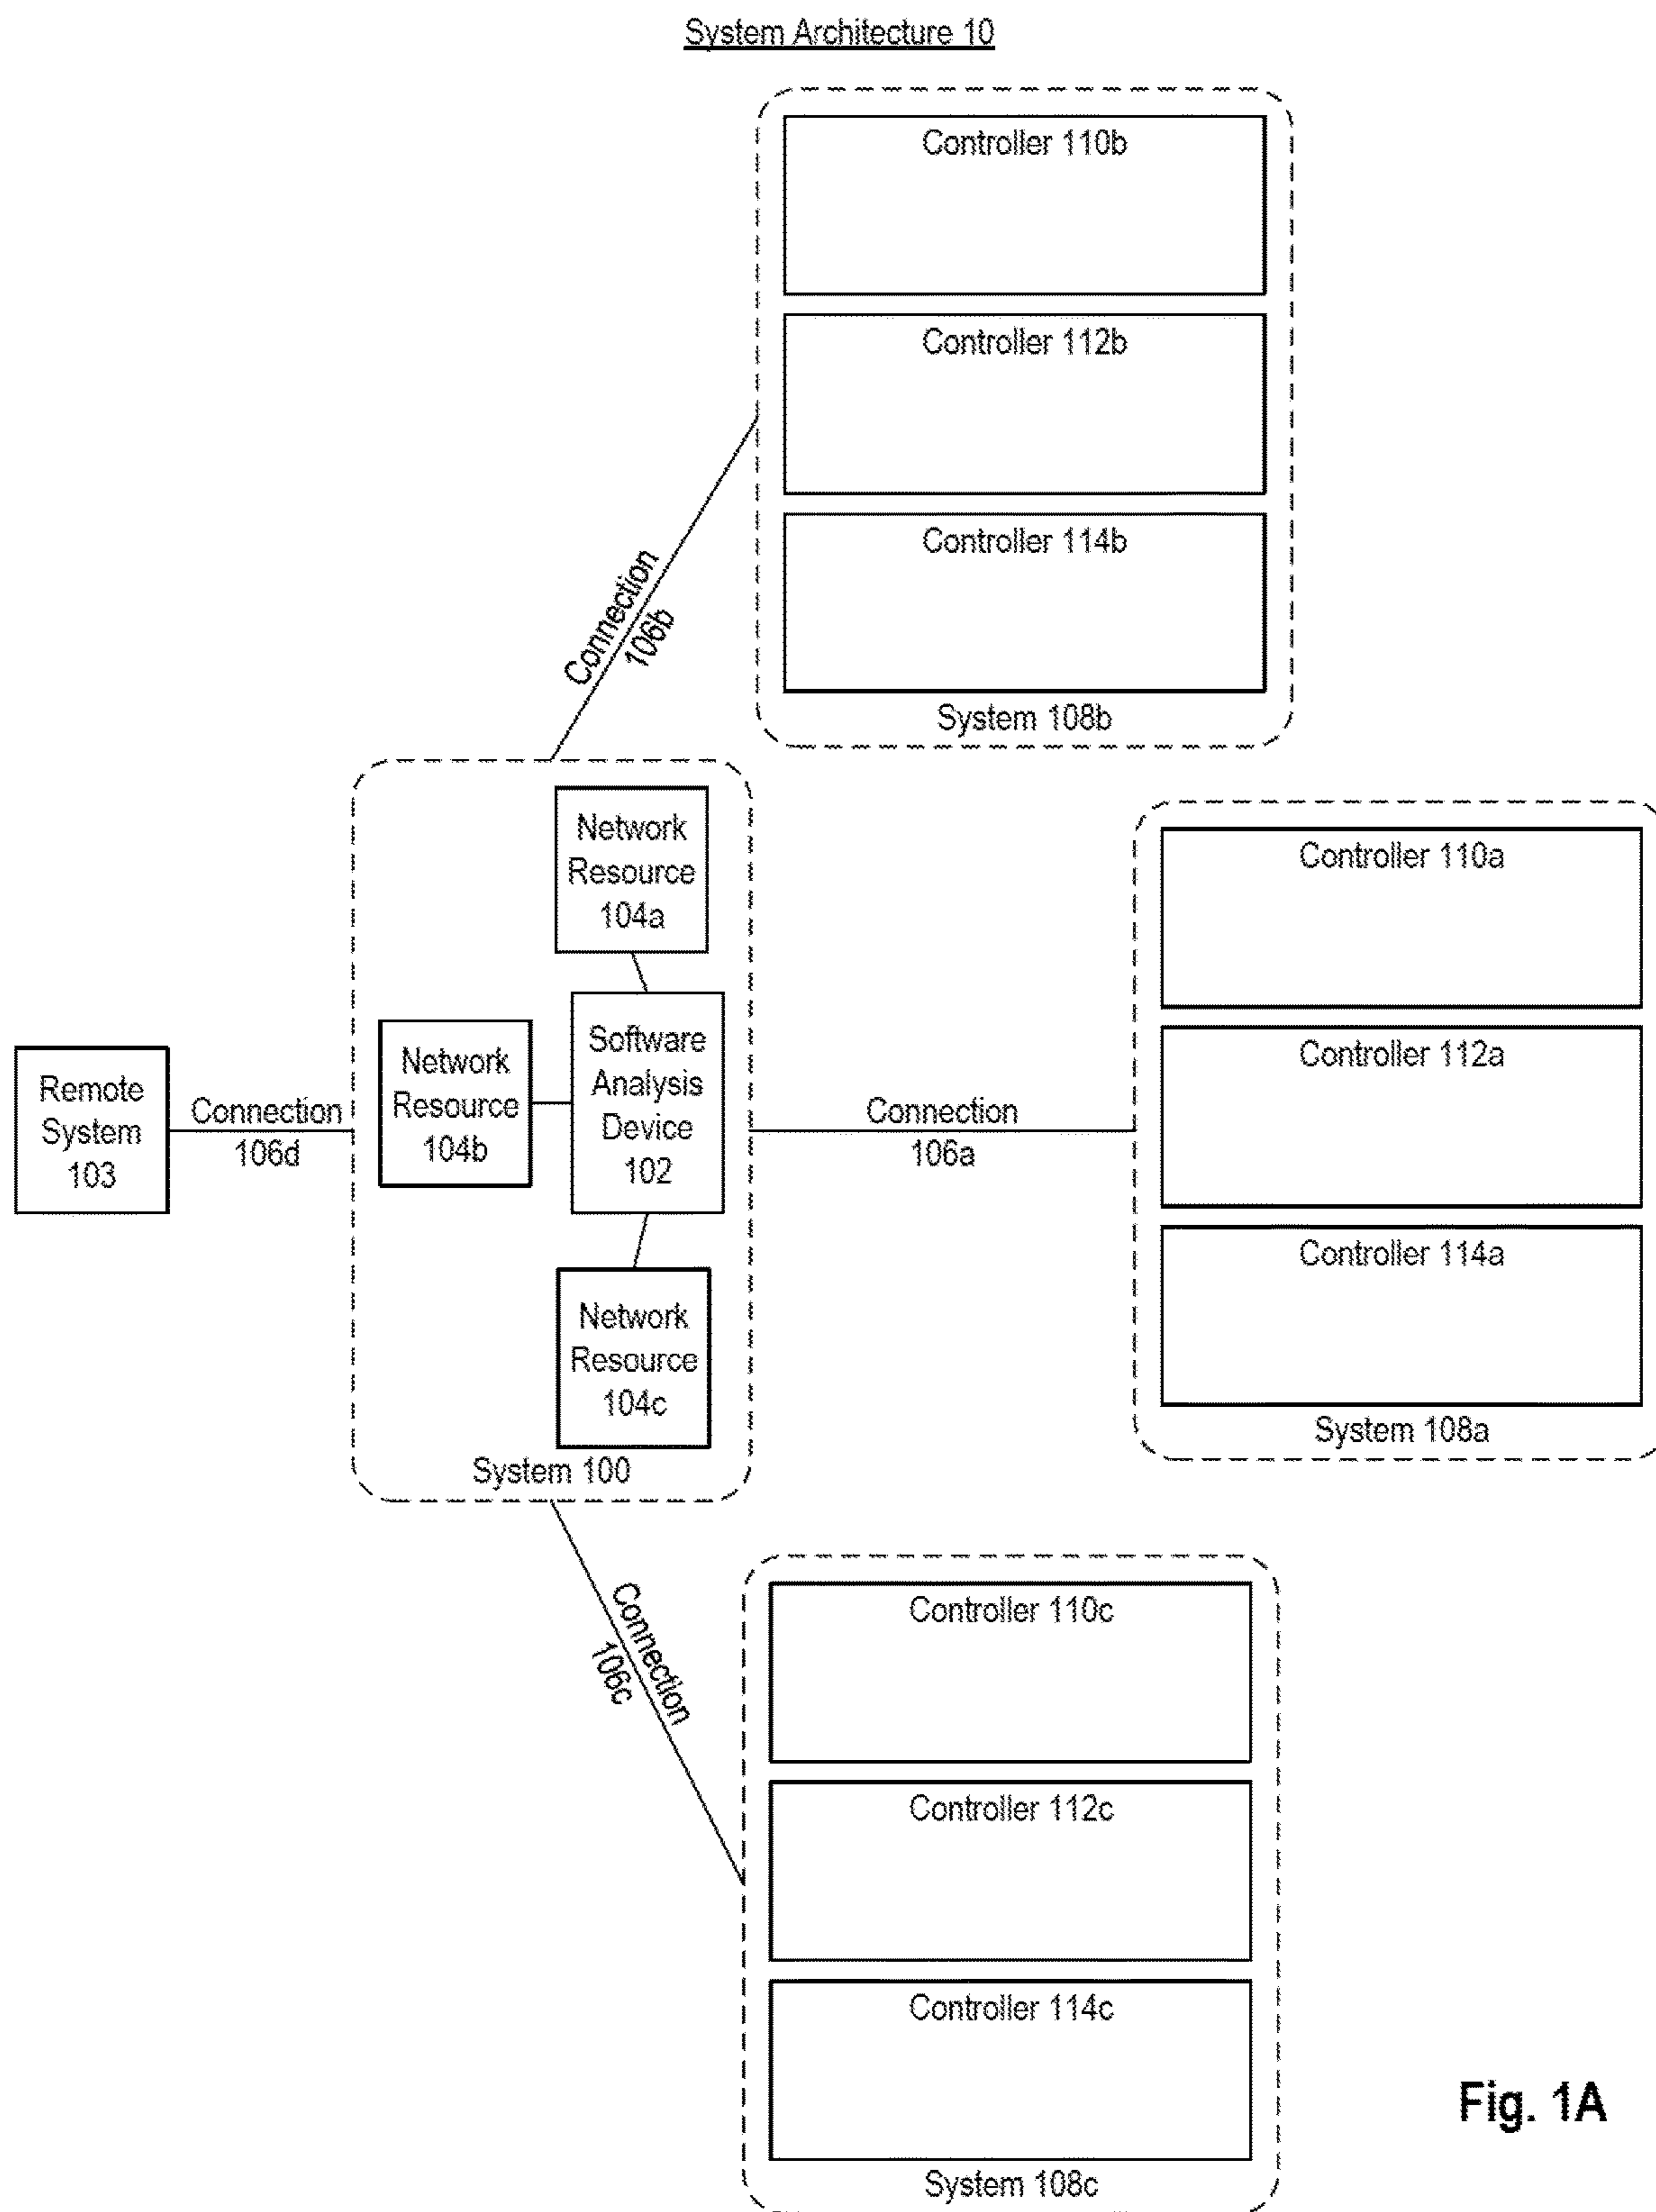 System Architecture 10
Controller 110b
Controller 112b
Controller 114b
System 108b
Connection
106b
Network
Resource
104a
Network
Resource
104b
Software
Analysis
Device
102
Network
Resource
104c
System 100
Remote
System
103
Connection
106d
Connection
106a
Controller 110a
Controller 112a
Controller 114a
System 108a
Connection
106c
Controller 110c
Controller 112c
Controller 114c
System 108c
Fig. 1A